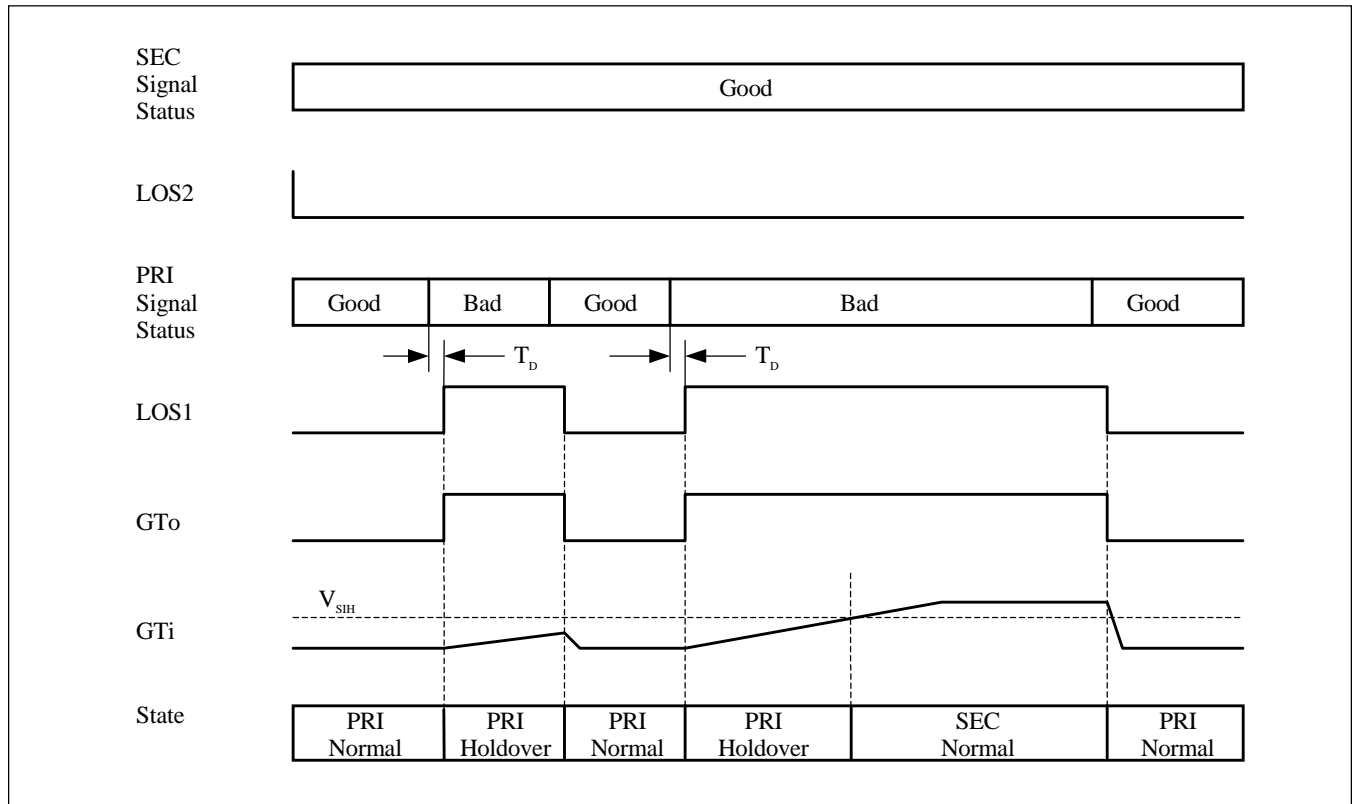 SEC
Signal
Status
Good
LOS2
PRI
Signal
Status
Good Bad Good Bad Good
T_D T_D
LOS1
GTo
V_SIH
GTi
State
PRI PRI PRI PRI SEC PRI
Normal Holdover Normal Holdover Normal Normal